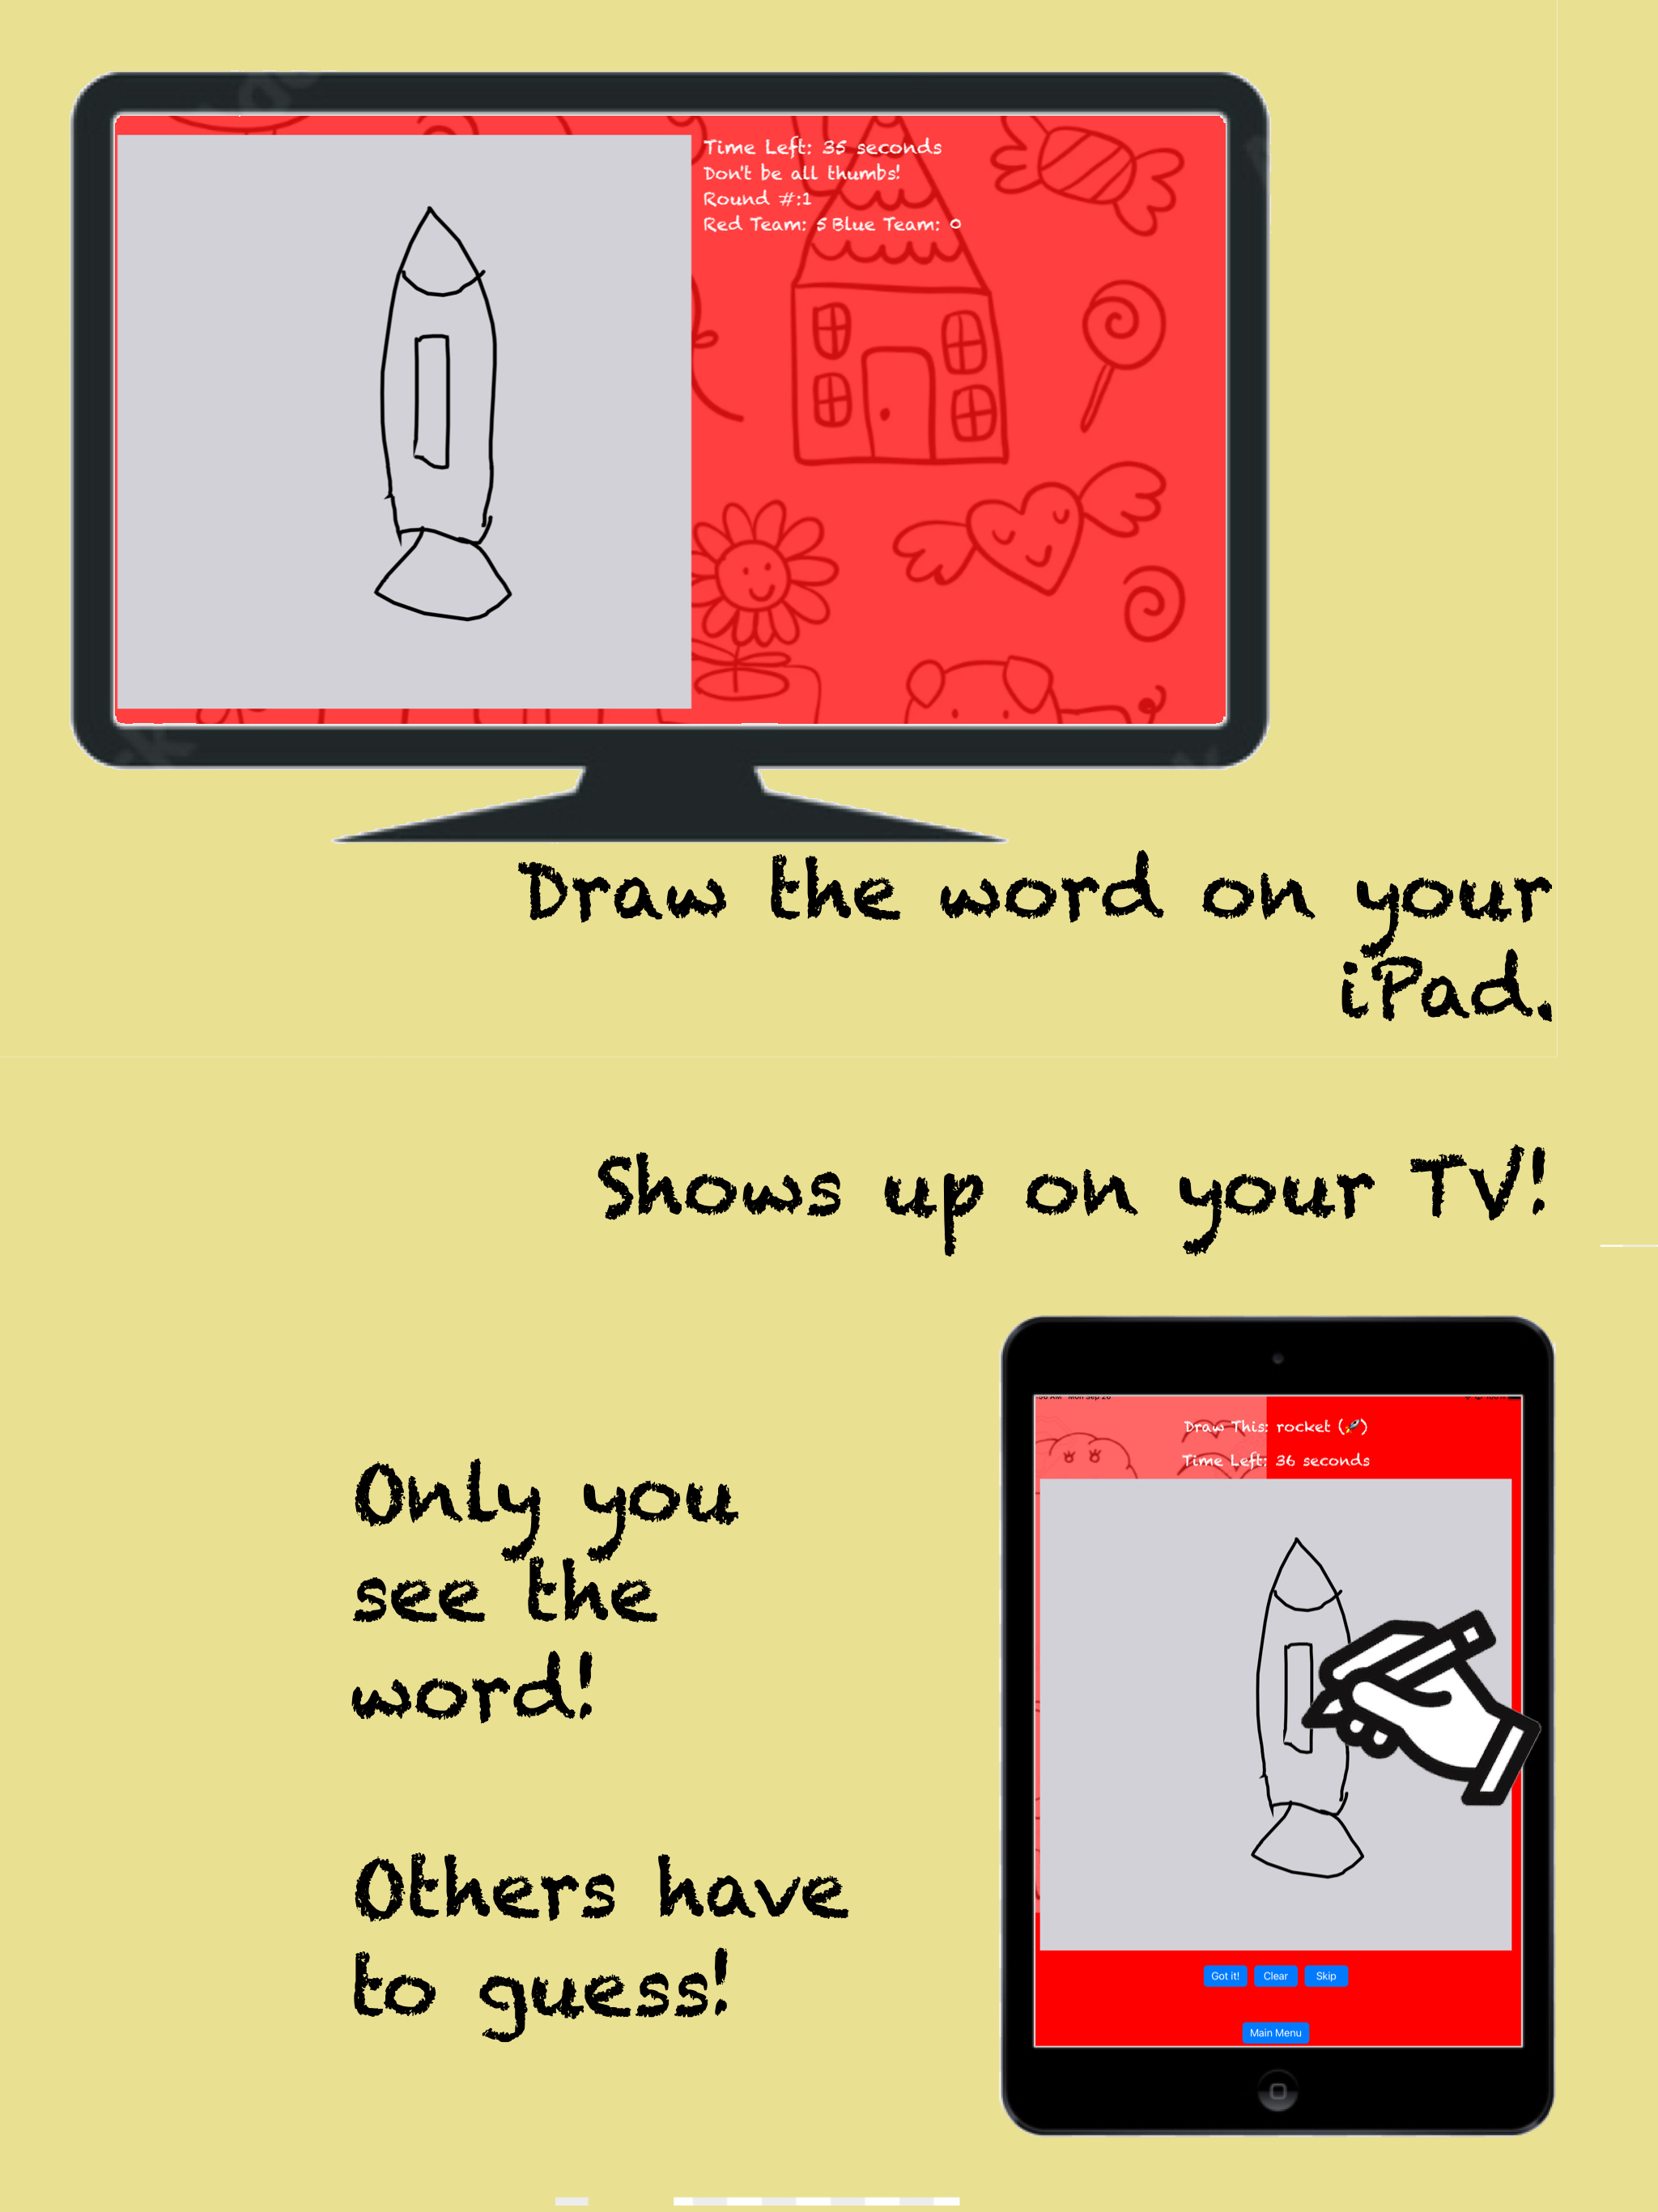 Time Left: 35 seconds
Don't be all thumbs!
Round #:1
Red Team: 5 Blue Team: 0
Draw the word on your
iPad.
Shows up on your TV!
Only you
see the
word!
Others have
to guess!
Draw This: rocket (🚀)
Time Left: 36 seconds
Got it! Clear Skip
Main Menu